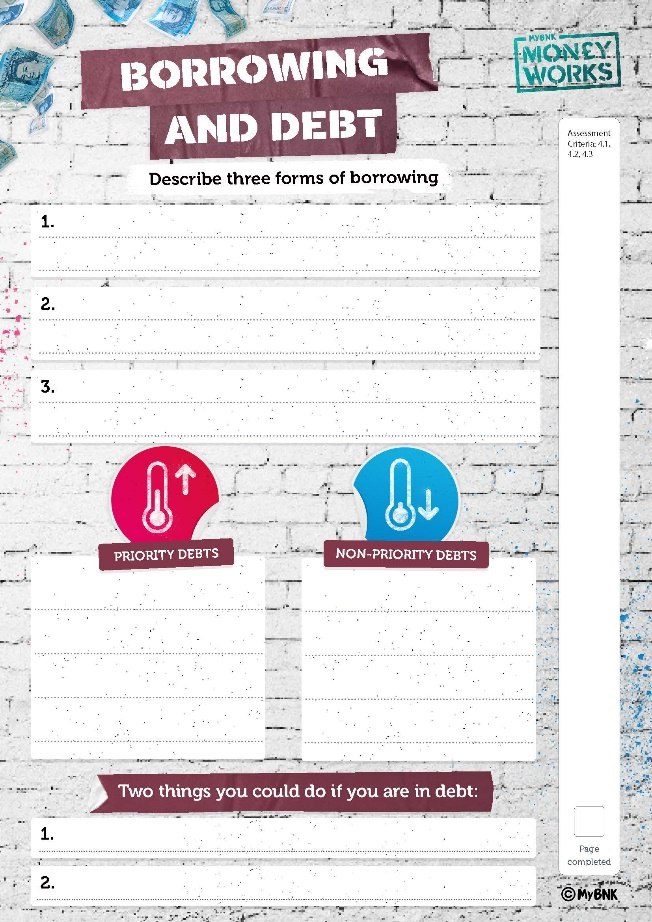 BORROWING
AND DEBT
MYBNK
MONEY
WORKS
Assessment
Criteria: 4.1,
4.2, 4.3
Describe three forms of borrowing
1.
2.
3.
PRIORITY DEBTS
NON-PRIORITY DEBTS
Two things you could do if you are in debt:
1.
2.
Page
completed
© MyBNK